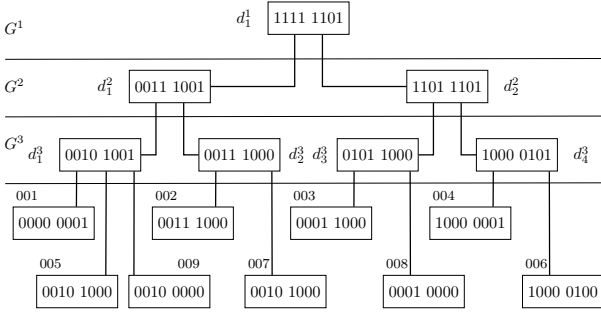 G¹ d₁¹ 1111 1101
G² d₁² 0011 1001 1101 1101 d₂²
G³ d₁³ 0010 1001 0011 1000 d₂³ d₃³ 0101 1000 1000 0101 d₄³
001 002 003 004
0000 0001 0011 1000 0001 1000 1000 0001
005 009 007 008 006
0010 1000 0010 0000 0010 1000 0001 0000 1000 0100